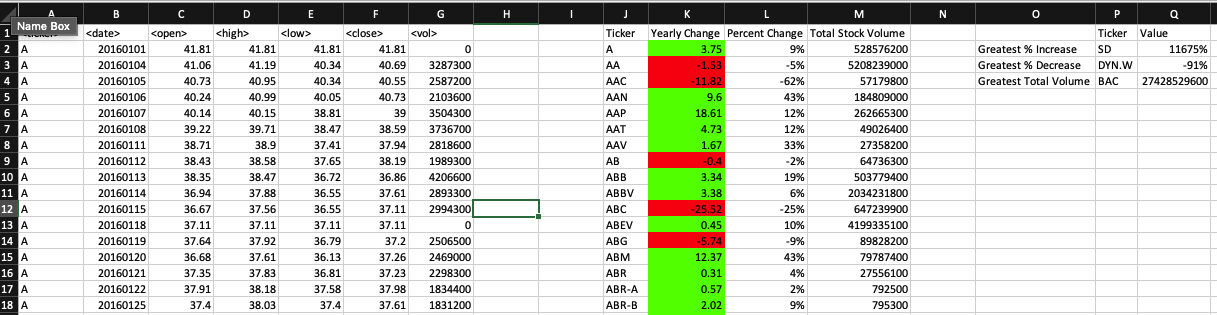 A B C D E F G H I J K L M N O P Q
Name Box
1 <date> <open> <high> <low> <close> <vol> Ticker Yearly Change Percent Change Total Stock Volume Ticker Value
2 A 20160101 41.81 41.81 41.81 41.81 0 A 3.75 9% 528576200 Greatest % Increase SD 11675%
3 A 20160104 41.06 41.19 40.34 40.69 3287300 AA -1.53 -5% 5208239000 Greatest % Decrease DYN.W -91%
4 A 20160105 40.73 40.95 40.34 40.55 2587200 AAC -11.82 -62% 57179800 Greatest Total Volume BAC 27428529600
5 A 20160106 40.24 40.99 40.05 40.73 2103600 AAN 9.6 43% 184809000
6 A 20160107 40.14 40.15 38.81 39 3504300 AAP 18.61 12% 262665300
7 A 20160108 39.22 39.71 38.47 38.59 3736700 AAT 4.73 12% 49026400
8 A 20160111 38.71 38.9 37.41 37.94 2818600 AAV 1.67 33% 27358200
9 A 20160112 38.43 38.58 37.65 38.19 1989300 AB -0.4 -2% 64736300
10 A 20160113 38.35 38.47 36.72 36.86 4206600 ABB 3.34 19% 503779400
11 A 20160114 36.94 37.88 36.55 37.61 2893300 ABBV 3.38 6% 2034231800
12 A 20160115 36.67 37.56 36.55 37.11 2994300 ABC -25.52 -25% 647239900
13 A 20160118 37.11 37.11 37.11 37.11 0 ABEV 0.45 10% 4199335100
14 A 20160119 37.64 37.92 36.79 37.2 2506500 ABG -5.74 -9% 89828200
15 A 20160120 36.68 37.61 36.13 37.26 2469000 ABM 12.37 43% 79787400
16 A 20160121 37.35 37.83 36.81 37.23 2298300 ABR 0.31 4% 27556100
17 A 20160122 37.91 38.18 37.58 37.98 1834400 ABR-A 0.57 2% 792500
18 A 20160125 37.4 38.03 37.4 37.61 1831200 ABR-B 2.02 9% 795300